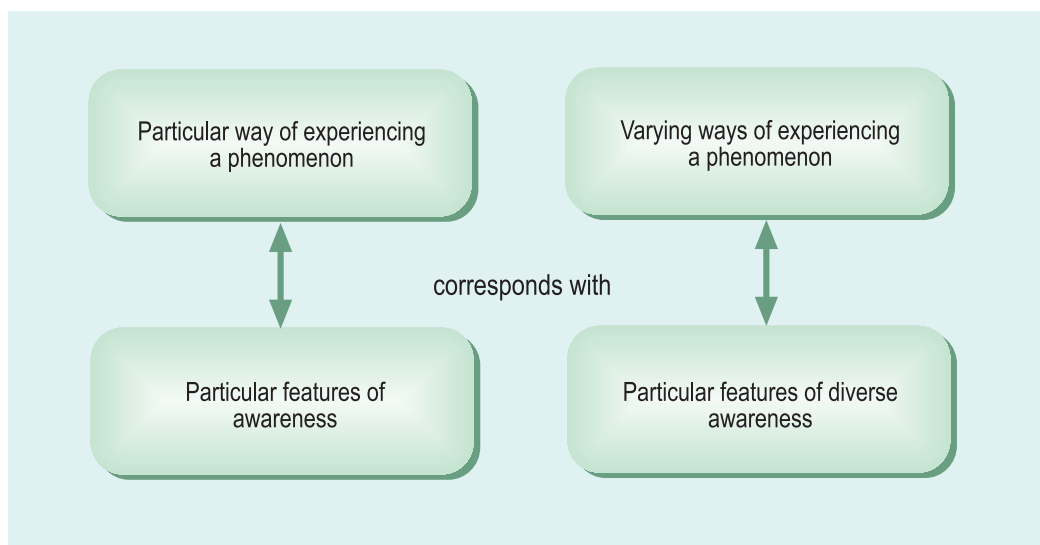 Particular way of experiencing
a phenomenon
Varying ways of experiencing
a phenomenon
corresponds with
Particular features of
awareness
Particular features of diverse
awareness